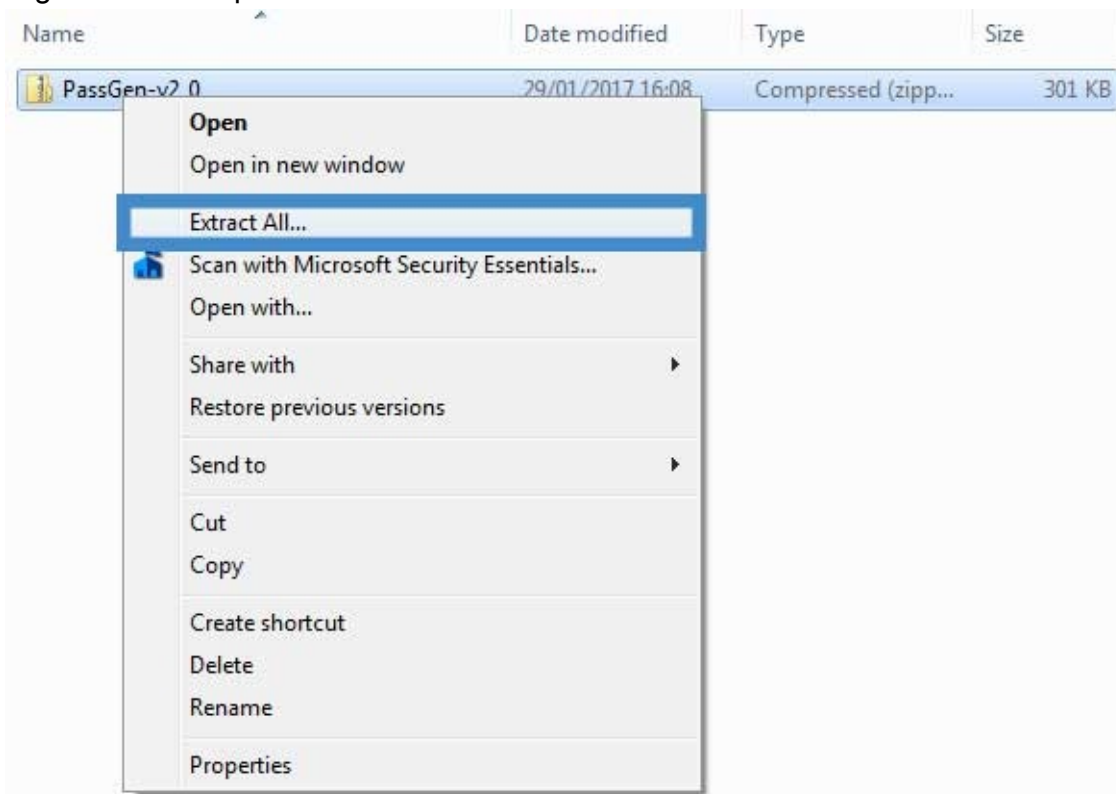 Name Date modified Type Size
PassGen-v2 0 29/01/2017 16:08 Compressed (zipp... 301 KB
Open
Open in new window
Extract All...
Scan with Microsoft Security Essentials...
Open with...
Share with
Restore previous versions
Send to
Cut
Copy
Create shortcut
Delete
Rename
Properties